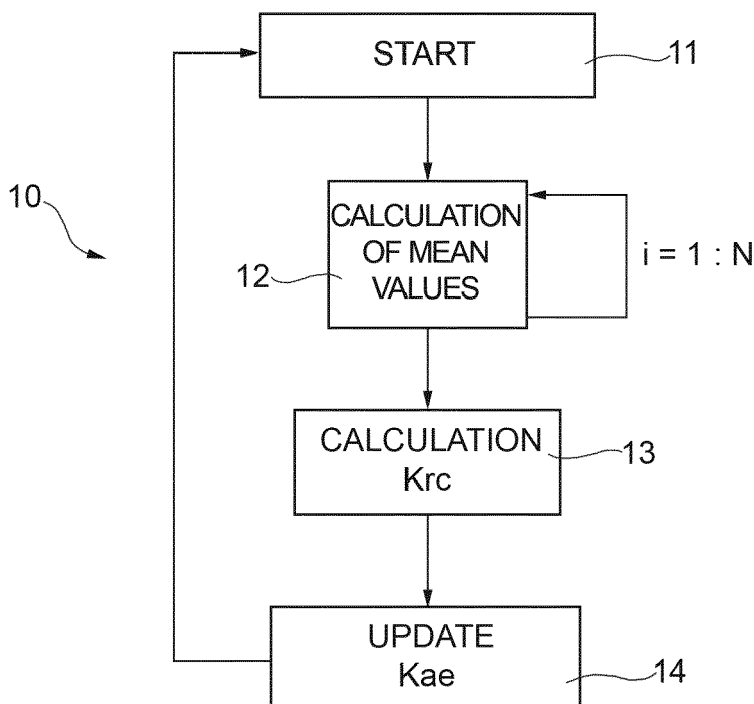 START
11
10
CALCULATION
OF MEAN
VALUES
12
i = 1 : N
CALCULATION
Krc
13
UPDATE
Kae
14